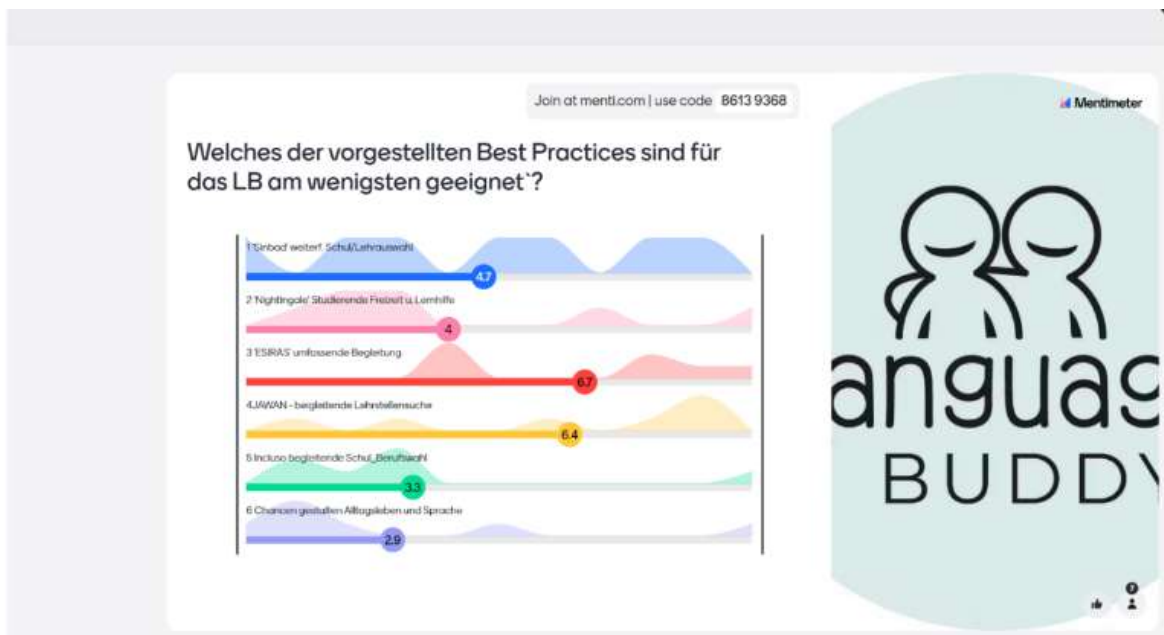 Join at menti.com | use code 8613 9368
Mentimeter
Welches der vorgestellten Best Practices sind für
das LB am wenigsten geeignet`?
1 'Sinbad' weiterf. Schul/Lehrauswahl
4.7
2 'Nightingale' Studierende Freizeit u. Lernhilfe
4
3 'ESIRAS' umfassende Begleitung
6.7
4 JAWAN - begleitende Lehrstellensuche
6.4
5 Incluso begleitende Schul_Berufswahl
3.3
6 Chancen gestalten Alltagsleben und Sprache
2.9
anguag
BUDDY
7